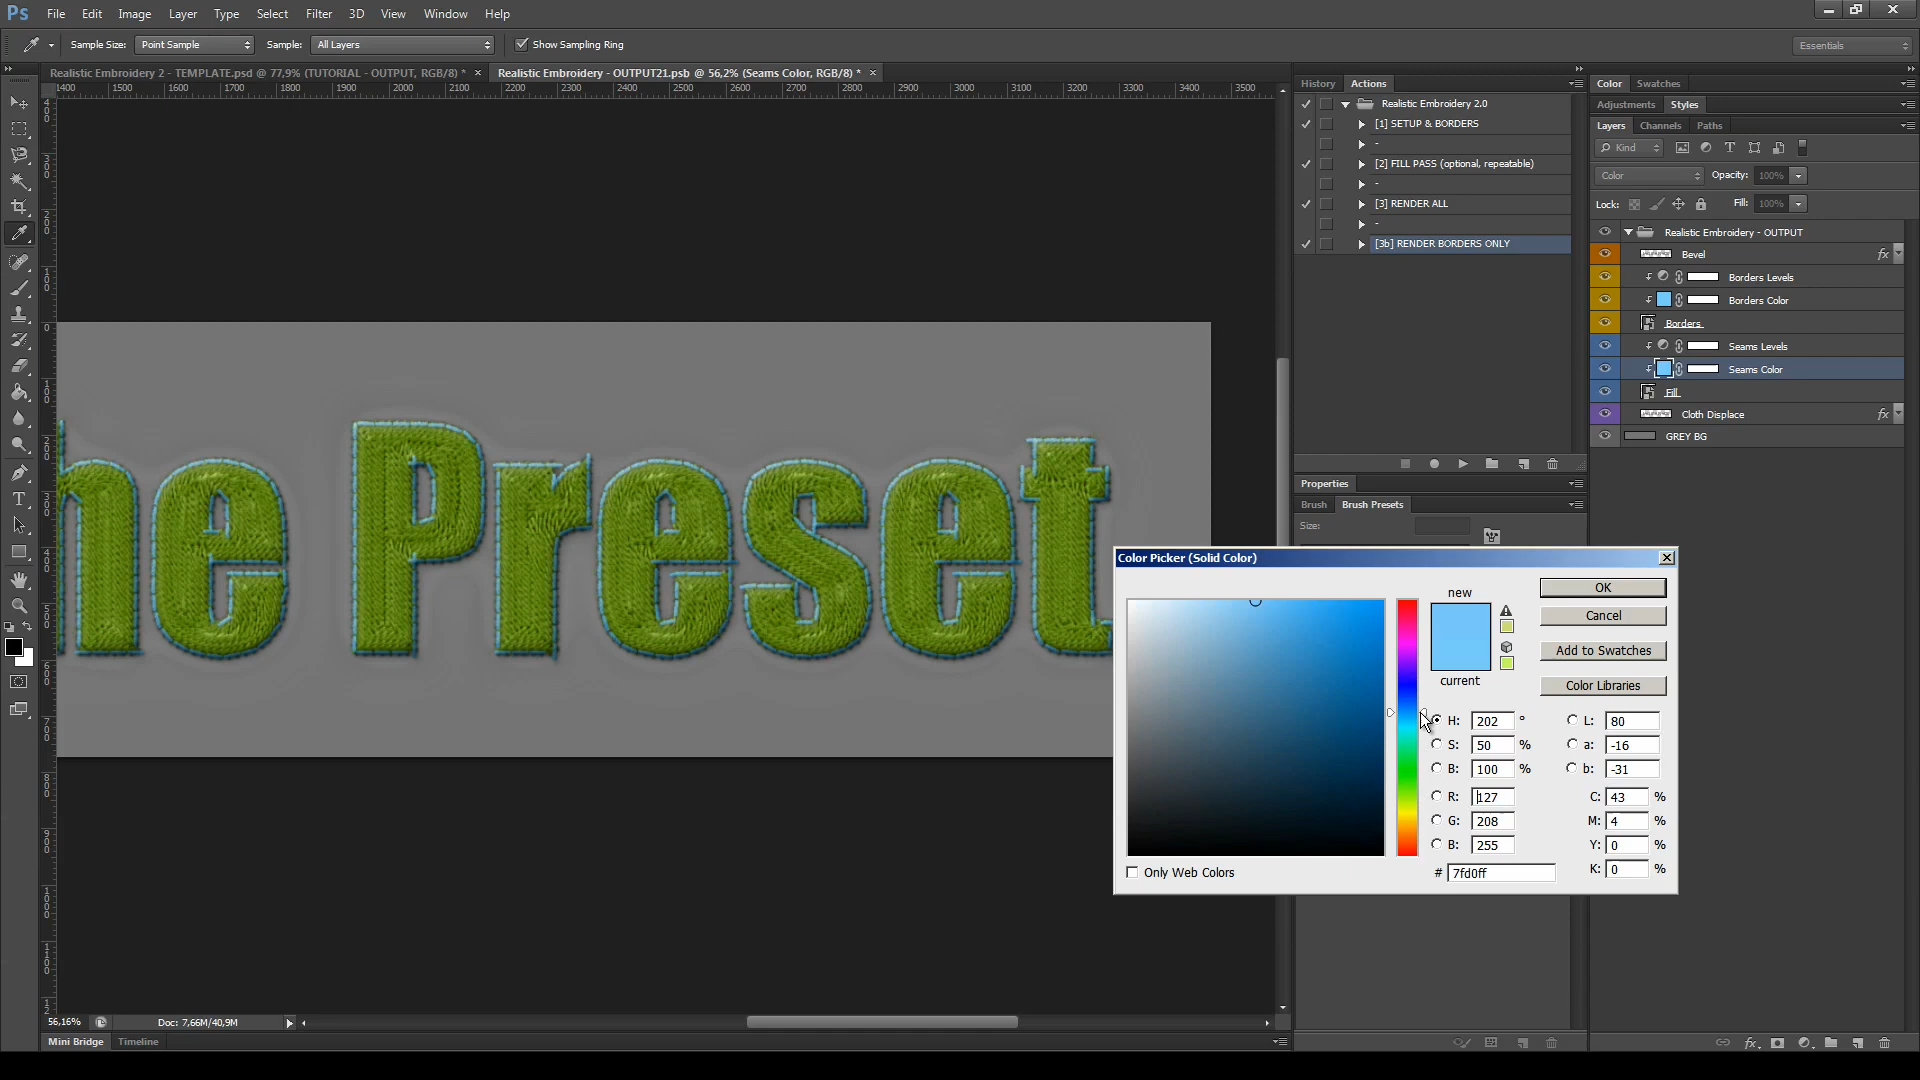 Ps File Edit Image Layer Type Select Filter 3D View Window Help
Sample Size: Point Sample Sample: All Layers Show Sampling Ring Essentials
Realistic Embroidery 2 - TEMPLATE.psd @ 77,9% (TUTORIAL - OUTPUT, RGB/8) * × Realistic Embroidery - OUTPUT21.psb @ 56,2% (Seams Color, RGB/8) * ×
1400 1500 1600 1700 1800 1900 2000 2100 2200 2300 2400 2500 2600 2700 2800 2900 3000 3100 3200 3300 3400 3500
History Actions
Realistic Embroidery 2.0
[1] SETUP & BORDERS
-
[2] FILL PASS (optional, repeatable)
-
[3] RENDER ALL
-
[3b] RENDER BORDERS ONLY
Properties
Brush Brush Presets
Size:
Color Swatches
Adjustments Styles
Layers Channels Paths
Kind
Color Opacity: 100%
Lock: Fill: 100%
Realistic Embroidery - OUTPUT
Bevel fx
Borders Levels
Borders Color
Borders
Seams Levels
Seams Color
Fill
Cloth Displace fx
GREY BG
he Preset
Color Picker (Solid Color)
new
current
OK
Cancel
Add to Swatches
Color Libraries
H: 202 ° L: 80
S: 50 % a: -16
B: 100 % b: -31
R: 127 C: 43 %
G: 208 M: 4 %
B: 255 Y: 0 %
# 7fd0ff K: 0 %
Only Web Colors
56,16% Doc: 7,66M/40,9M
Mini Bridge Timeline
fx